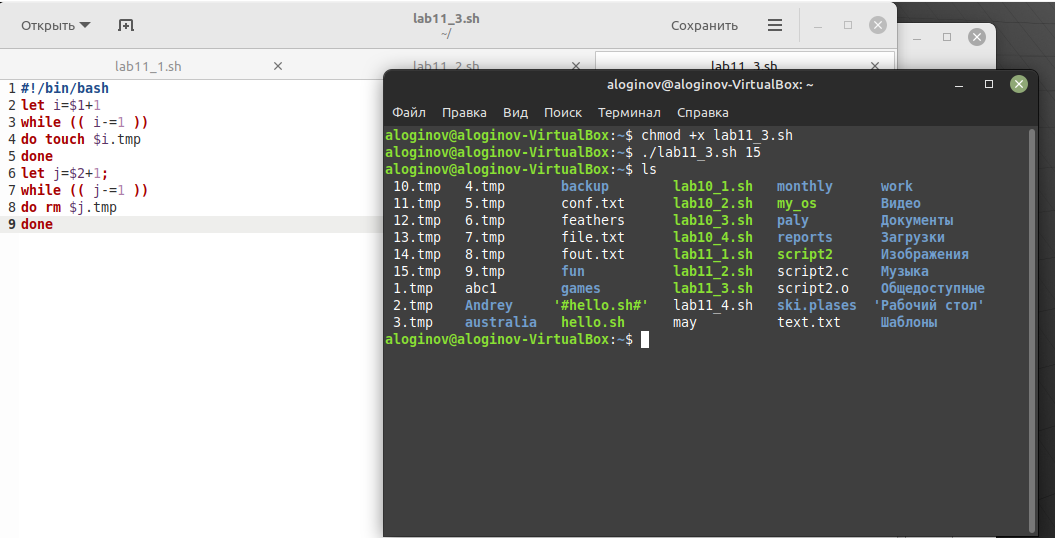 Открыть
lab11_3.sh
~/
Сохранить
lab11_1.sh
lab11_2.sh
lab11_3.sh
1 #!/bin/bash
2 let i=$1+1
3 while (( i-=1 ))
4 do touch $i.tmp
5 done
6 let j=$2+1;
7 while (( j-=1 ))
8 do rm $j.tmp
9 done
aloginov@aloginov-VirtualBox: ~
Файл Правка Вид Поиск Терминал Справка
aloginov@aloginov-VirtualBox:~$ chmod +x lab11_3.sh
aloginov@aloginov-VirtualBox:~$ ./lab11_3.sh 15
aloginov@aloginov-VirtualBox:~$ ls
10.tmp 4.tmp backup lab10_1.sh monthly work
11.tmp 5.tmp conf.txt lab10_2.sh my_os Видео
12.tmp 6.tmp feathers lab10_3.sh paly Документы
13.tmp 7.tmp file.txt lab10_4.sh reports Загрузки
14.tmp 8.tmp fout.txt lab11_1.sh script2 Изображения
15.tmp 9.tmp fun lab11_2.sh script2.c Музыка
1.tmp abc1 games lab11_3.sh script2.o Общедоступные
2.tmp Andrey '#hello.sh#' lab11_4.sh ski.plases 'Рабочий стол'
3.tmp australia hello.sh may text.txt Шаблоны
aloginov@aloginov-VirtualBox:~$